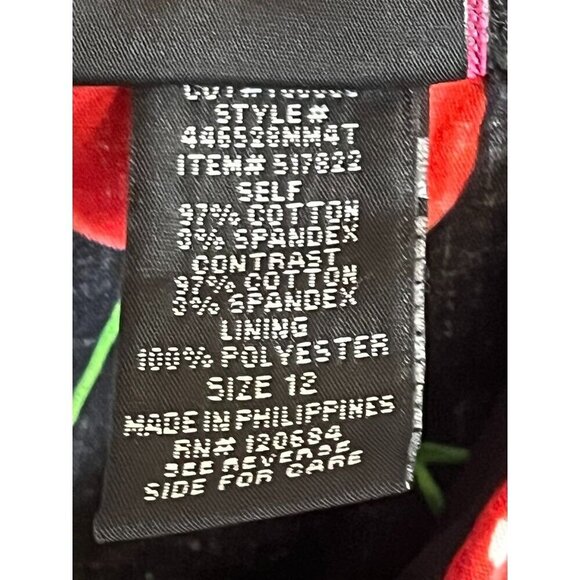 STYLE#
446528MM4T
ITEM# 517822
SELF
97% COTTON
3% SPANDEX
CONTRAST
97% COTTON
3% SPANDEX
LINING
100% POLYESTER
SIZE 12
MADE IN PHILIPPINES
RN# 120684
SEE REVERSE
SIDE FOR CARE